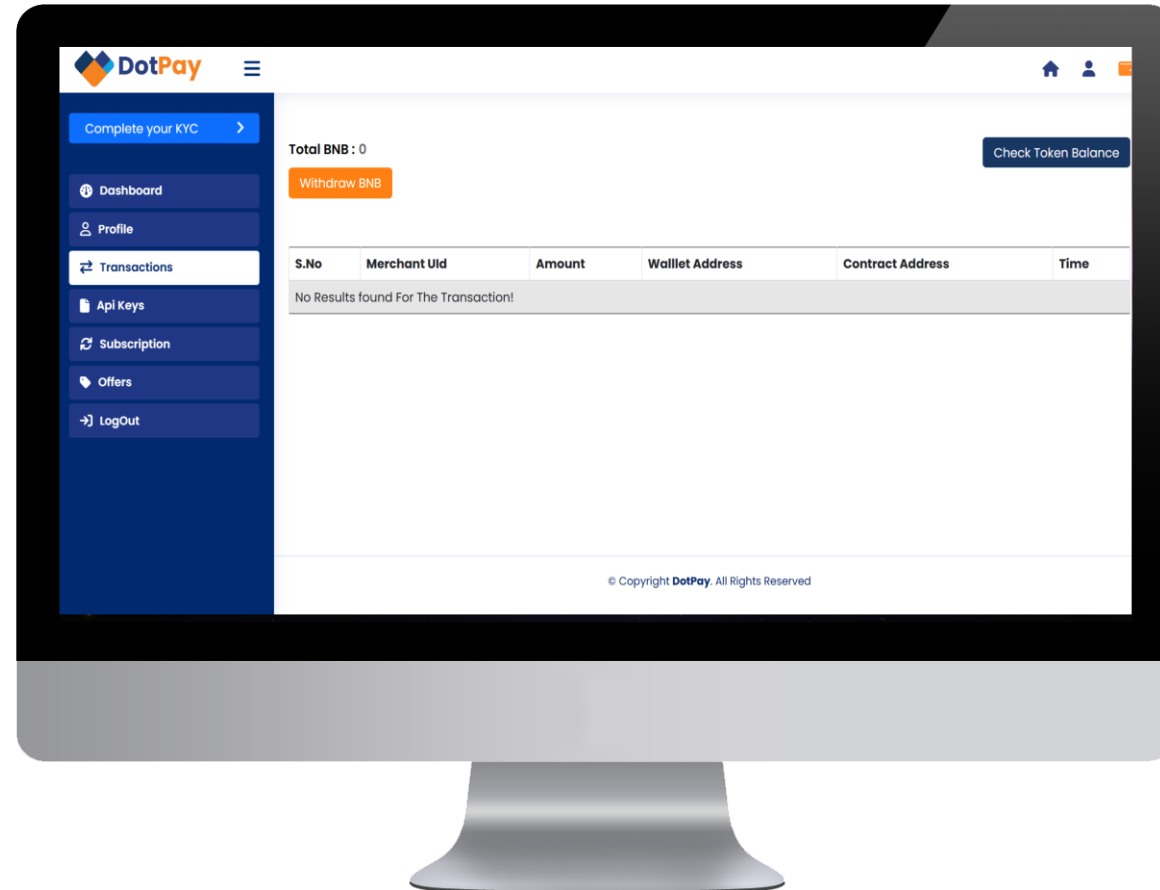 DotPay
Complete your KYC
Total BNB : 0
Check Token Balance
Withdraw BNB
Dashboard
Profile
Transactions
Api Keys
Subscription
Offers
LogOut
S.No Merchant UId Amount Walllet Address Contract Address Time
No Results found For The Transaction!
© Copyright DotPay. All Rights Reserved